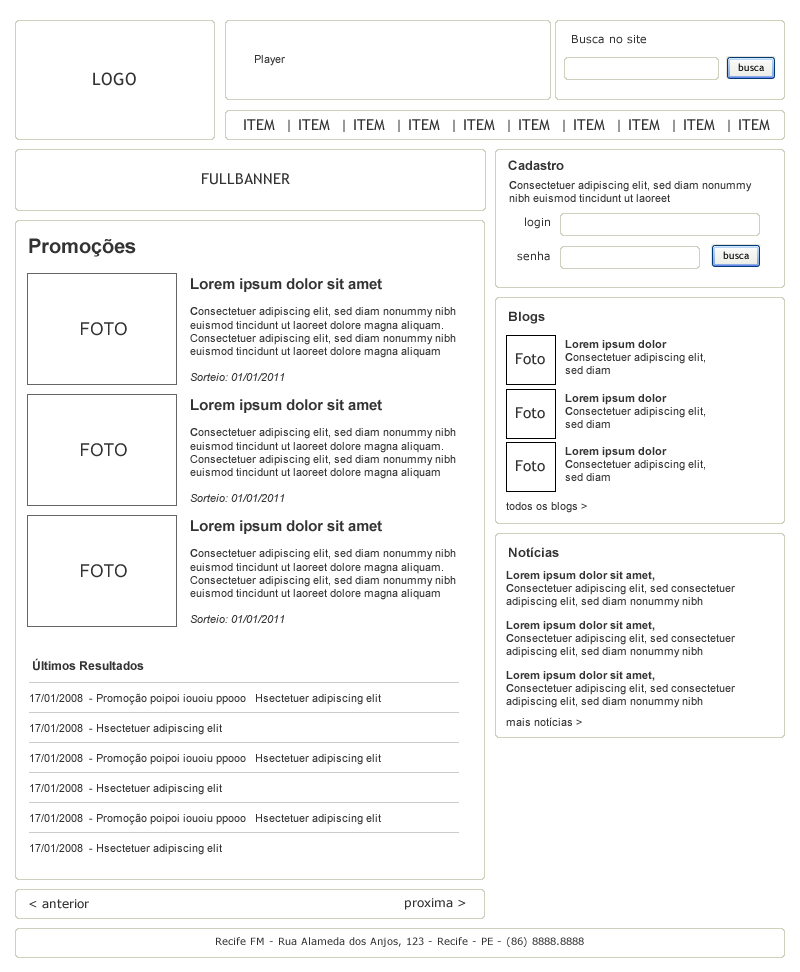 LOGO
Player
Busca no site
busca
ITEM | ITEM | ITEM | ITEM | ITEM | ITEM | ITEM | ITEM | ITEM | ITEM
FULLBANNER
Promoções
FOTO
Lorem ipsum dolor sit amet
Consectetuer adipiscing elit, sed diam nonummy nibh
euismod tincidunt ut laoreet dolore magna aliquam.
Consectetuer adipiscing elit, sed diam nonummy nibh
euismod tincidunt ut laoreet dolore magna aliquam
Sorteio: 01/01/2011
FOTO
Lorem ipsum dolor sit amet
Consectetuer adipiscing elit, sed diam nonummy nibh
euismod tincidunt ut laoreet dolore magna aliquam.
Consectetuer adipiscing elit, sed diam nonummy nibh
euismod tincidunt ut laoreet dolore magna aliquam
Sorteio: 01/01/2011
FOTO
Lorem ipsum dolor sit amet
Consectetuer adipiscing elit, sed diam nonummy nibh
euismod tincidunt ut laoreet dolore magna aliquam.
Consectetuer adipiscing elit, sed diam nonummy nibh
euismod tincidunt ut laoreet dolore magna aliquam
Sorteio: 01/01/2011
Últimos Resultados
17/01/2008 - Promoção poipoi iouoiu ppooo Hsectetuer adipiscing elit
17/01/2008 - Hsectetuer adipiscing elit
17/01/2008 - Promoção poipoi iouoiu ppooo Hsectetuer adipiscing elit
17/01/2008 - Hsectetuer adipiscing elit
17/01/2008 - Promoção poipoi iouoiu ppooo Hsectetuer adipiscing elit
17/01/2008 - Hsectetuer adipiscing elit
< anterior
proxima >
Cadastro
Consectetuer adipiscing elit, sed diam nonummy
nibh euismod tincidunt ut laoreet
login
senha
busca
Blogs
Foto
Lorem ipsum dolor
Consectetuer adipiscing elit,
sed diam
Foto
Lorem ipsum dolor
Consectetuer adipiscing elit,
sed diam
Foto
Lorem ipsum dolor
Consectetuer adipiscing elit,
sed diam
todos os blogs >
Notícias
Lorem ipsum dolor sit amet,
Consectetuer adipiscing elit, sed consectetuer
adipiscing elit, sed diam nonummy nibh
Lorem ipsum dolor sit amet,
Consectetuer adipiscing elit, sed consectetuer
adipiscing elit, sed diam nonummy nibh
Lorem ipsum dolor sit amet,
Consectetuer adipiscing elit, sed consectetuer
adipiscing elit, sed diam nonummy nibh
mais notícias >
Recife FM - Rua Alameda dos Anjos, 123 - Recife - PE - (86) 8888.8888